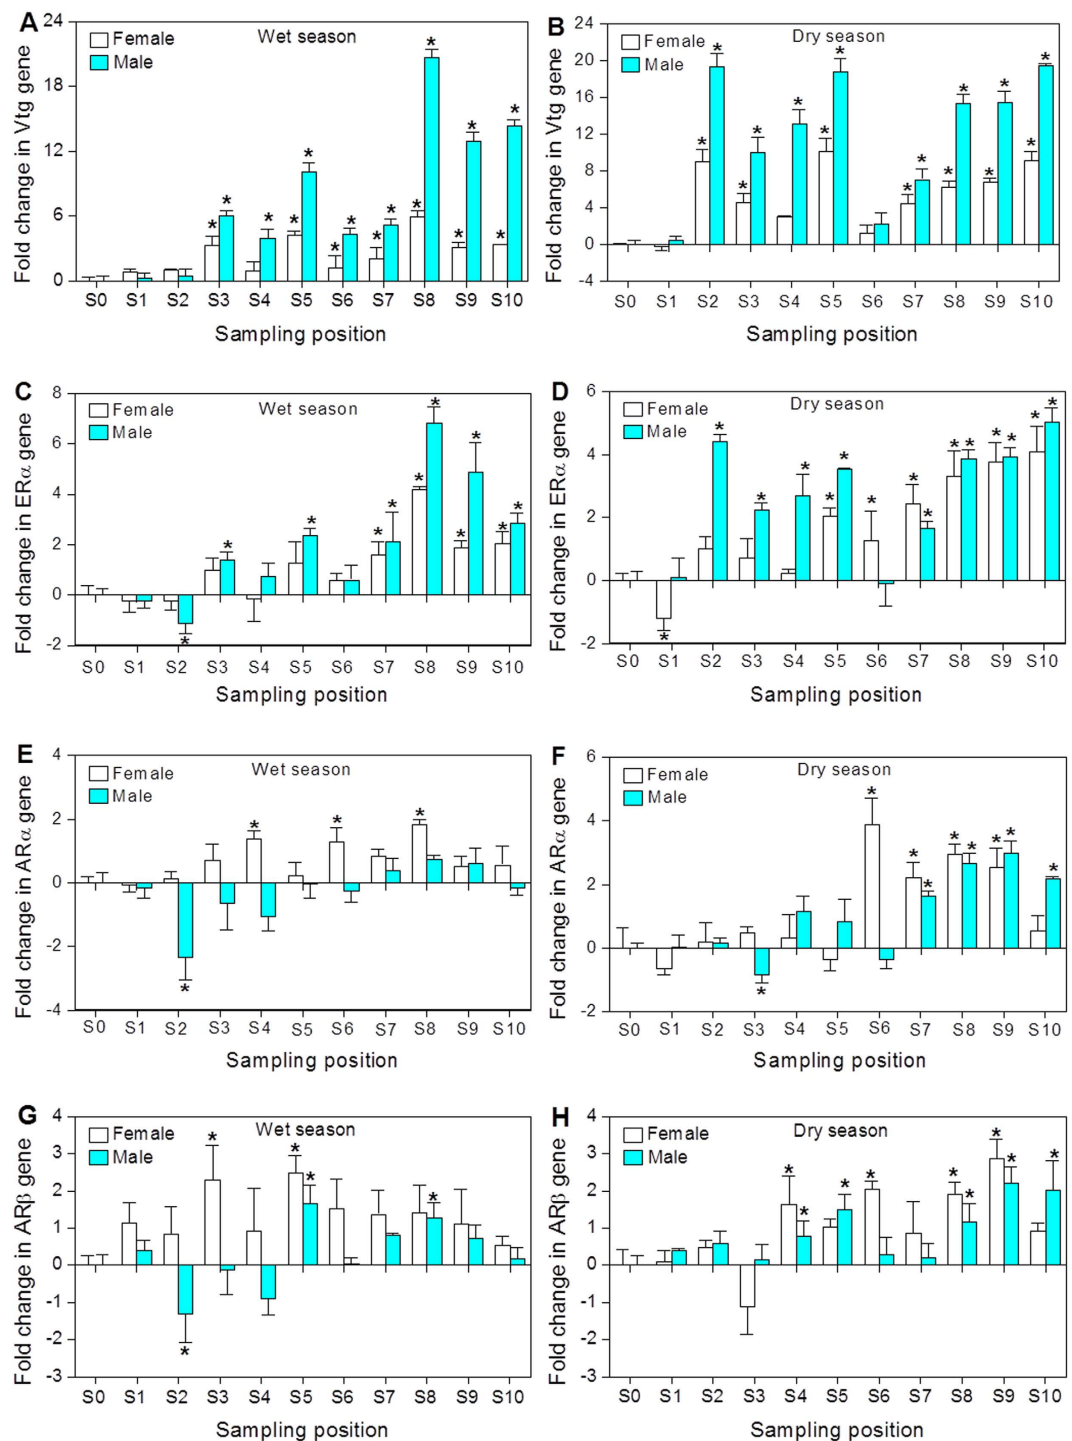 A
Fold change in Vtg gene
Wet season
Female
Male
24
18
12
6
0
* * * * * * * * * * * * * * *
S0 S1 S2 S3 S4 S5 S6 S7 S8 S9 S10
Sampling position
B
Fold change in Vtg gene
Dry season
Female
Male
24
20
16
12
8
4
0
-4
* * * * * * * * * * * * * * *
S0 S1 S2 S3 S4 S5 S6 S7 S8 S9 S10
Sampling position
C
Fold change in ERα gene
Wet season
Female
Male
8
6
4
2
0
-2
* * * * * * * * * * *
S0 S1 S2 S3 S4 S5 S6 S7 S8 S9 S10
Sampling position
D
Fold change in ERα gene
Dry season
Female
Male
6
4
2
0
-2
* * * * * * * * * * * * * * *
S0 S1 S2 S3 S4 S5 S6 S7 S8 S9 S10
Sampling position
E
Fold change in ARα gene
Wet season
Female
Male
4
2
0
-2
-4
* * * *
S0 S1 S2 S3 S4 S5 S6 S7 S8 S9 S10
Sampling position
F
Fold change in ARα gene
Dry season
Female
Male
6
4
2
0
-2
* * * * * * * * *
S0 S1 S2 S3 S4 S5 S6 S7 S8 S9 S10
Sampling position
G
Fold change in ARβ gene
Wet season
Female
Male
4
3
2
1
0
-1
-2
-3
* * * * *
S0 S1 S2 S3 S4 S5 S6 S7 S8 S9 S10
Sampling position
H
Fold change in ARβ gene
Dry season
Female
Male
4
3
2
1
0
-1
-2
-3
* * * * * * * * *
S0 S1 S2 S3 S4 S5 S6 S7 S8 S9 S10
Sampling position